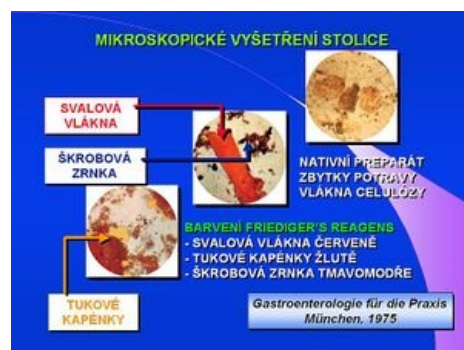 MIKROSKOPICKÉ VYŠETŘENÍ STOLICE
SVALOVÁ
VLÁKNA
ŠKROBOVÁ
ZRNKA
NATIVNÍ PREPARÁT
ZBYTKY POTRAVY
VLÁKNA CELULÓZY
BARVENÍ FRIEDIGER'S REAGENS
- SVALOVÁ VLÁKNA ČERVENĚ
- TUKOVÉ KAPÉNKY ŽLUTĚ
- ŠKROBOVÁ ZRNKA TMAVOMODŘE
TUKOVÉ
KAPÉNKY
Gastroenterologie für die Praxis
München, 1975